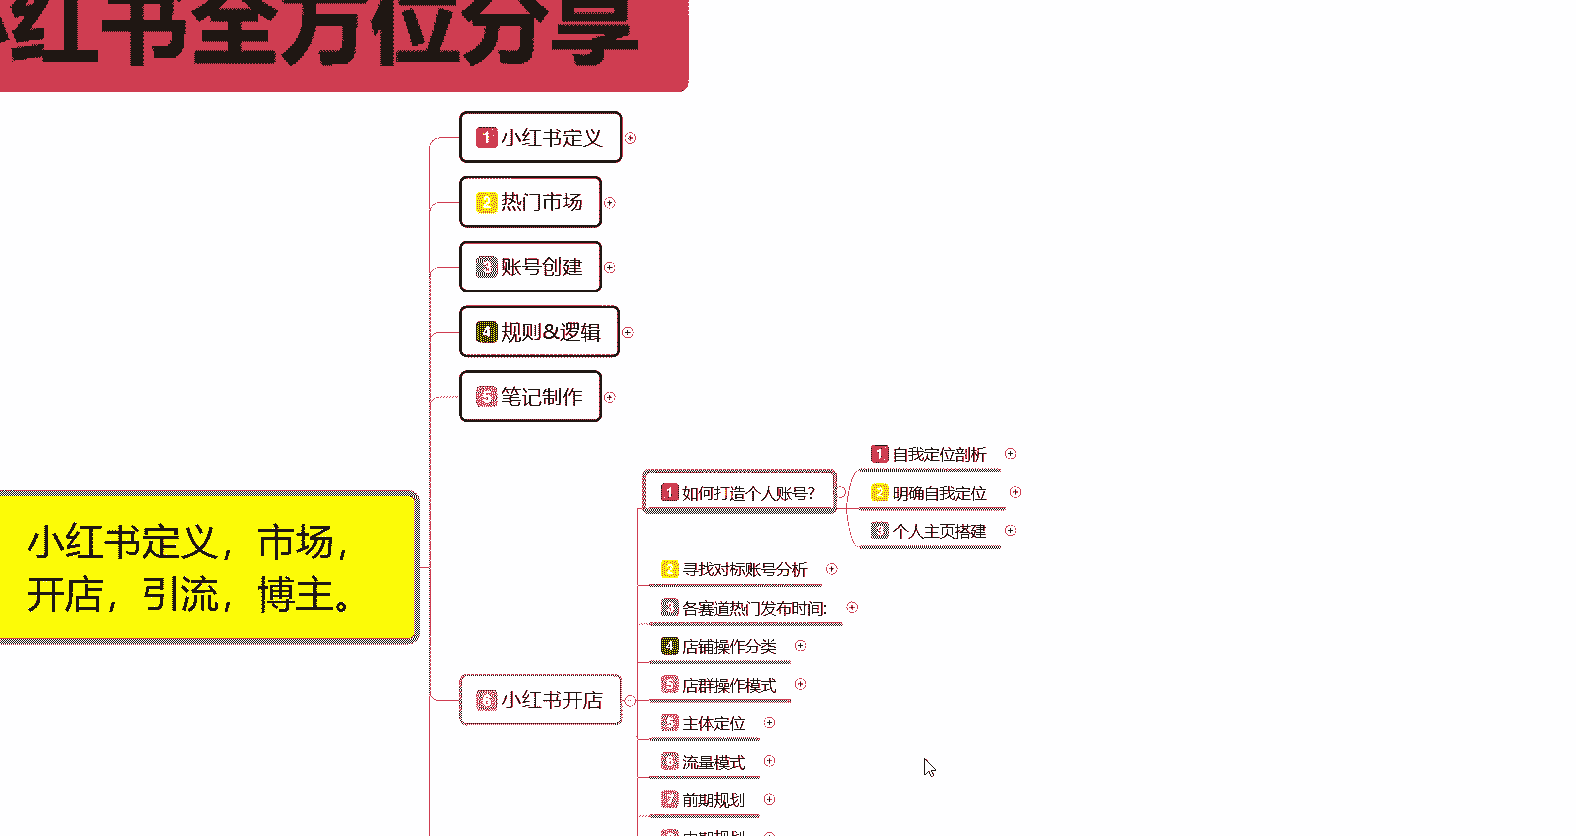 红书全方位分享
1 小红书定义
2 热门市场
3 账号创建
4 规则&逻辑
5 笔记制作
小红书定义，市场，
开店，引流，博主。
6 小红书开店
1 如何打造个人账号?
1 自我定位剖析
2 明确自我定位
3 个人主页搭建
2 寻找对标账号分析
3 各赛道热门发布时间:
4 店铺操作分类
5 店群操作模式
5 主体定位
6 流量模式
7 前期规划
中期规划